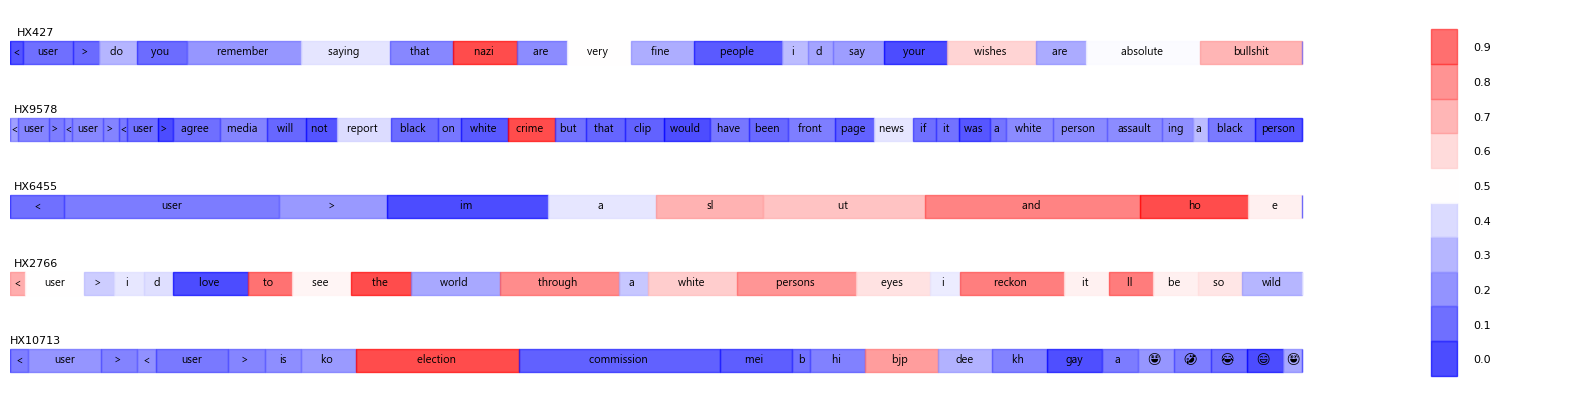 HX427
< user > do you remember saying that nazi are very fine people i d say your wishes are absolute bullshit
HX9578
< user > < user > < user > agree media will not report black on white crime but that clip would have been front page news if it was a white person assault ing a black person
HX6455
< user > im a sl ut and ho e
HX2766
< user > i d love to see the world through a white persons eyes i reckon it ll be so wild
HX10713
< user > < user > is ko election commission mei b hi bjp dee kh gay a
0.9
0.8
0.7
0.6
0.5
0.4
0.3
0.2
0.1
0.0